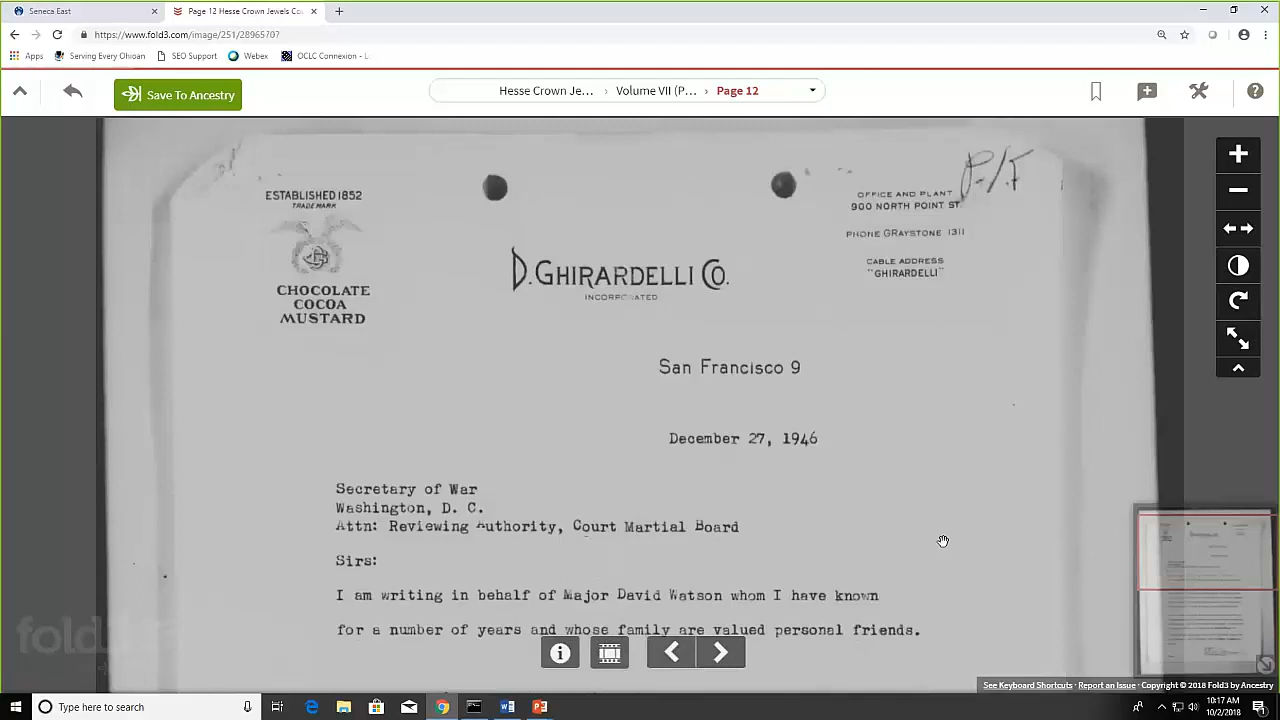 Seneca East
Page 12 Hesse Crown Jewels Cou
https://www.fold3.com/image/251/28965707
Apps
Serving Every Ohioan
SEO Support
Webex
OCLC Connexion - L
Save To Ancestry
Hesse Crown Je... › Volume VII (P... › Page 12
P./F
ESTABLISHED 1852
TRADE MARK
CHOCOLATE
COCOA
MUSTARD
D. GHIRARDELLI CO.
INCORPORATED
OFFICE AND PLANT
900 NORTH POINT ST.
PHONE GRAYSTONE 1311
CABLE ADDRESS
"GHIRARDELLI"
San Francisco 9
December 27, 1946
Secretary of War
Washington, D. C.
Attn: Reviewing Authority, Court Martial Board
Sirs:
I am writing in behalf of Major David Watson whom I have known
for a number of years and whose family are valued personal friends.
fold3
See Keyboard Shortcuts · Report an Issue · Copyright © 2018 Fold3 by Ancestry
Type here to search
10:17 AM
10/2/2018